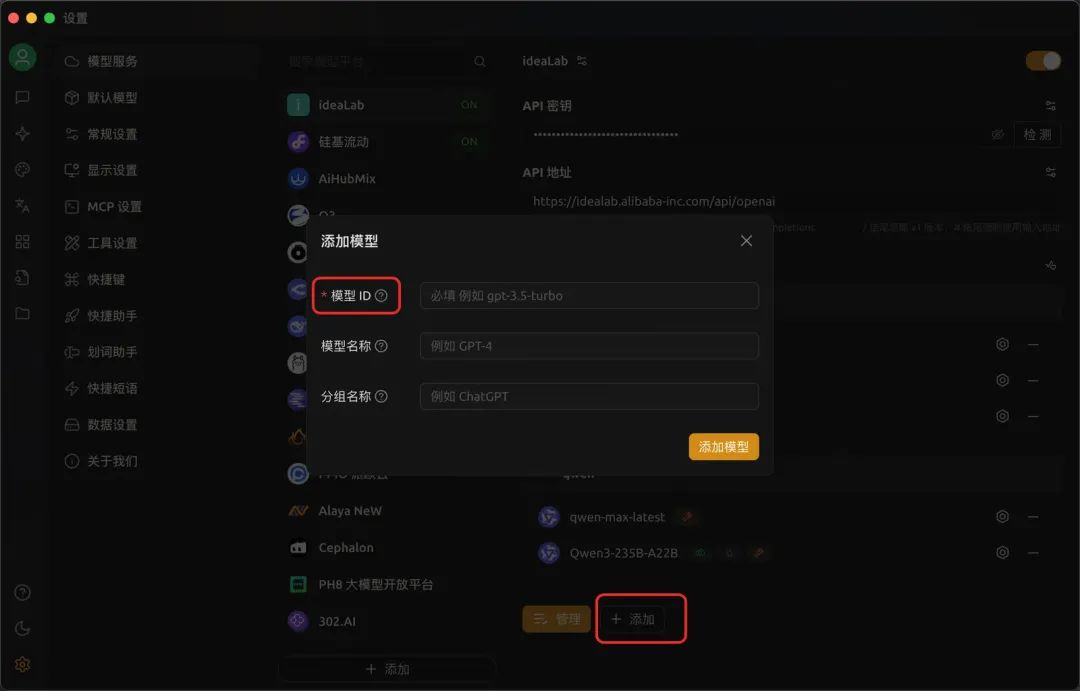 设置
模型服务
默认模型
常规设置
显示设置
MCP 设置
工具设置
快捷键
快捷助手
划词助手
快捷短语
数据设置
关于我们
搜索模型平台
ideaLab ON
硅基流动 ON
AiHubMix
O3
Alaya NeW
Cephalon
PH8 大模型开放平台
302.AI
添加
ideaLab
API 密钥
检测
API 地址
https://idealab.alibaba-inc.com/api/openai
添加模型
* 模型 ID
必填 例如 gpt-3.5-turbo
模型名称
例如 GPT-4
分组名称
例如 ChatGPT
添加模型
qwen
qwen-max-latest
Qwen3-235B-A22B
管理
添加